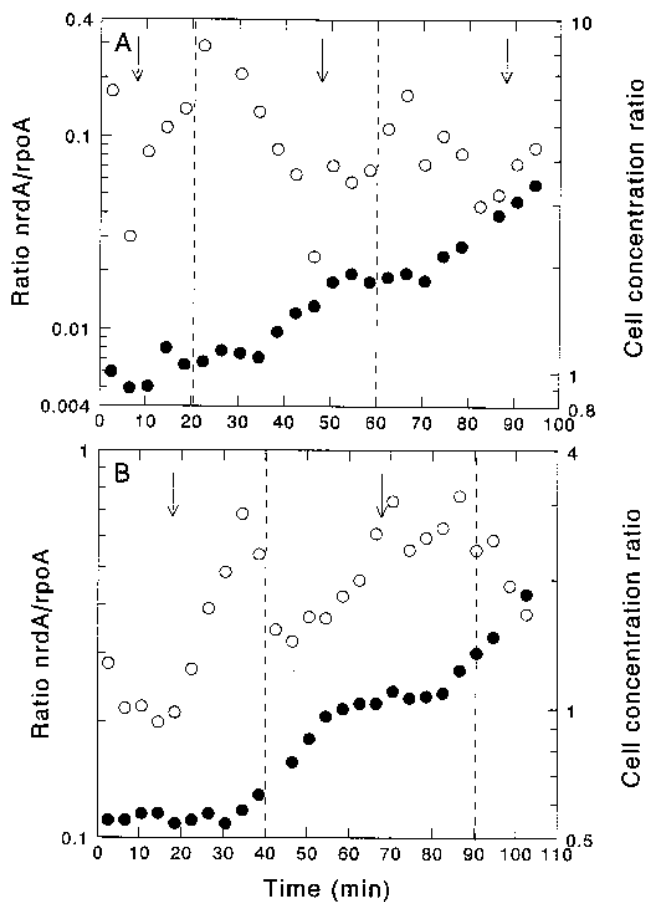 A
Ratio nrdA/rpoA
0.4
0.1
0.01
0.004
Cell concentration ratio
10
1
0.8
0 10 20 30 40 50 60 70 80 90 100
B
Ratio nrdA/rpoA
1
0.1
Cell concentration ratio
4
1
0.5
0 10 20 30 40 50 60 70 80 90 100 110
Time (min)